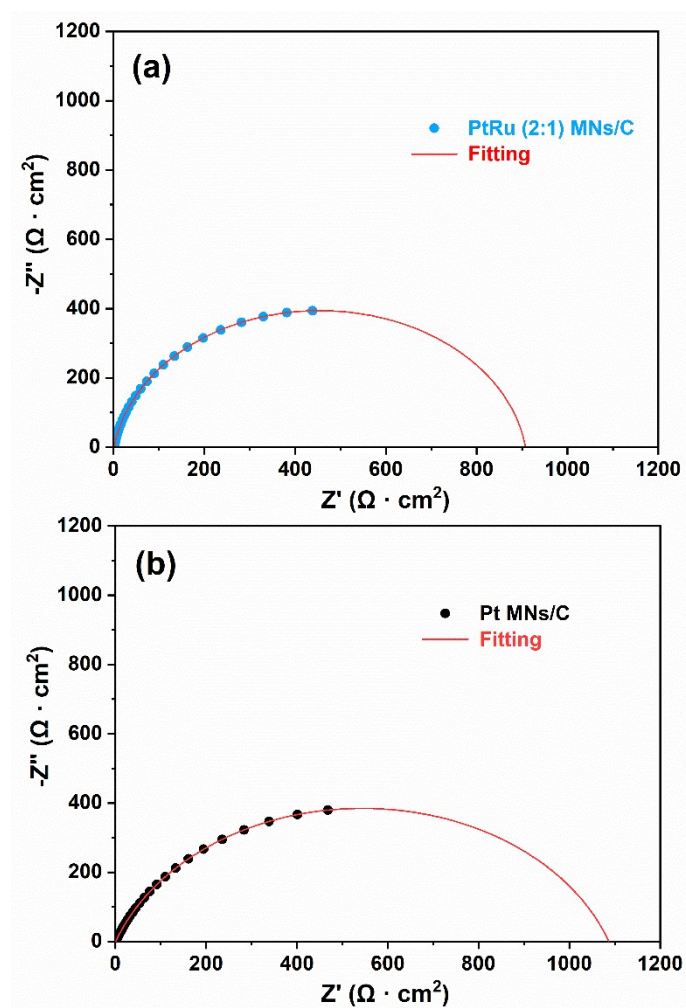 1200
(a)
1000
PtRu (2:1) MNs/C
Fitting
800
-Z" (Ω · cm²)
600
400
200
0
0 200 400 600 800 1000 1200
Z' (Ω · cm²)
1200
(b)
1000
Pt MNs/C
Fitting
800
-Z" (Ω · cm²)
600
400
200
0
0 200 400 600 800 1000 1200
Z' (Ω · cm²)